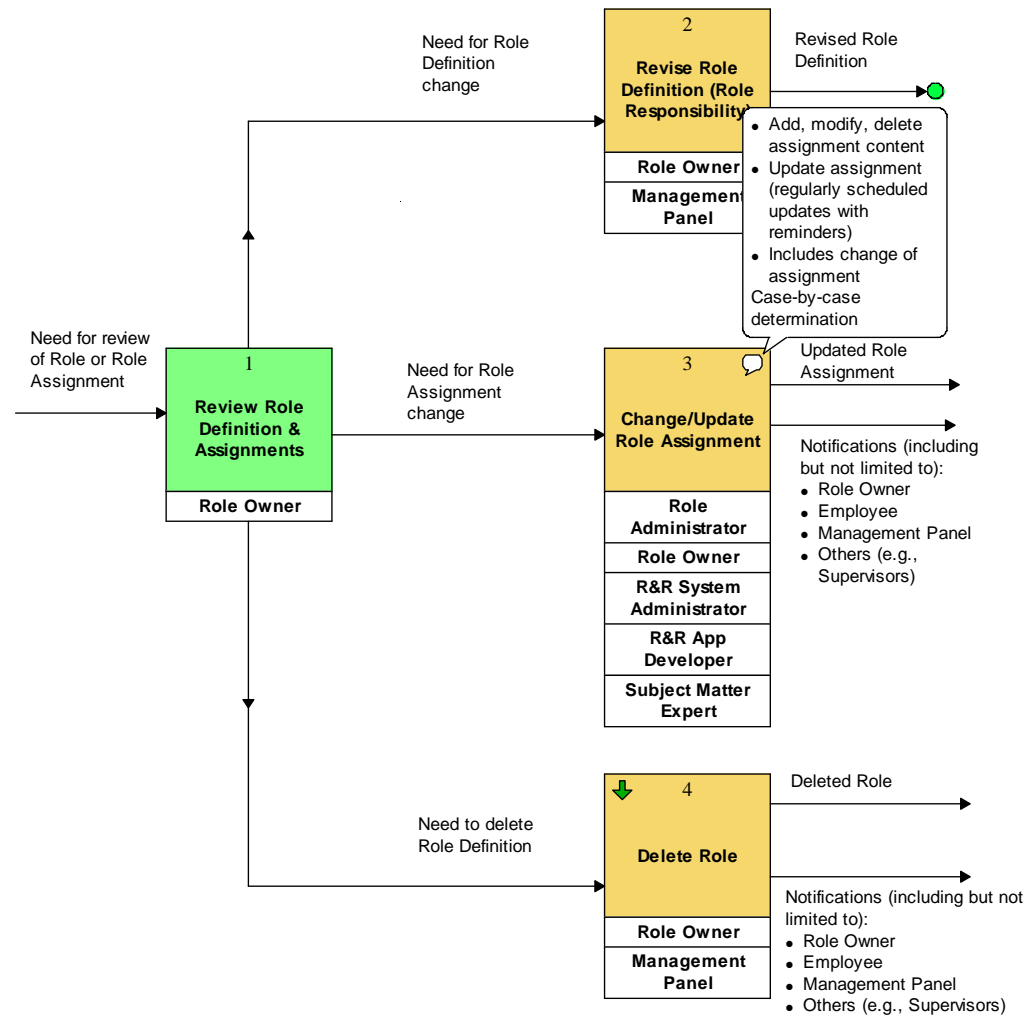 Need for Role
Definition
change
2
Revise Role
Definition (Role
Responsibility)
Role Owner
Management
Panel
Revised Role
Definition
● Add, modify, delete
assignment content
● Update assignment
(regularly scheduled
updates with
reminders)
● Includes change of
assignment
Case-by-case
determination
Need for review
of Role or Role
Assignment
1
Review Role
Definition &
Assignments
Role Owner
Need for Role
Assignment
change
3
Change/Update
Role Assignment
Role
Administrator
Role Owner
R&R System
Administrator
R&R App
Developer
Subject Matter
Expert
Updated Role
Assignment
Notifications (including
but not limited to):
● Role Owner
● Employee
● Management Panel
● Others (e.g.,
Supervisors)
Need to delete
Role Definition
4
Delete Role
Role Owner
Management
Panel
Deleted Role
Notifications (including but not
limited to):
● Role Owner
● Employee
● Management Panel
● Others (e.g., Supervisors)